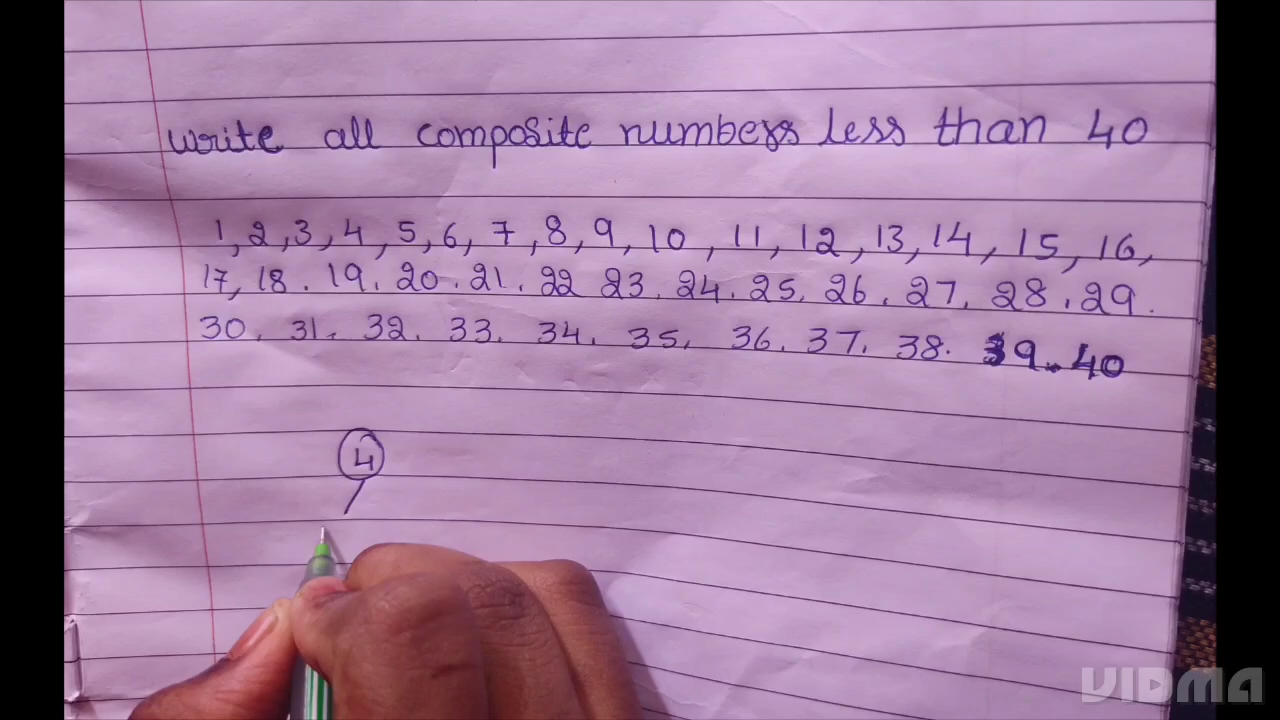 write all composite numbers less than 40
1, 2, 3, 4, 5, 6, 7, 8, 9, 10, 11, 12, 13, 14, 15, 16,
17, 18. 19. 20. 21. 22 23. 24. 25. 26. 27. 28. 29.
30. 31. 32. 33. 34. 35. 36. 37. 38. 39. 40
4
VIDMA